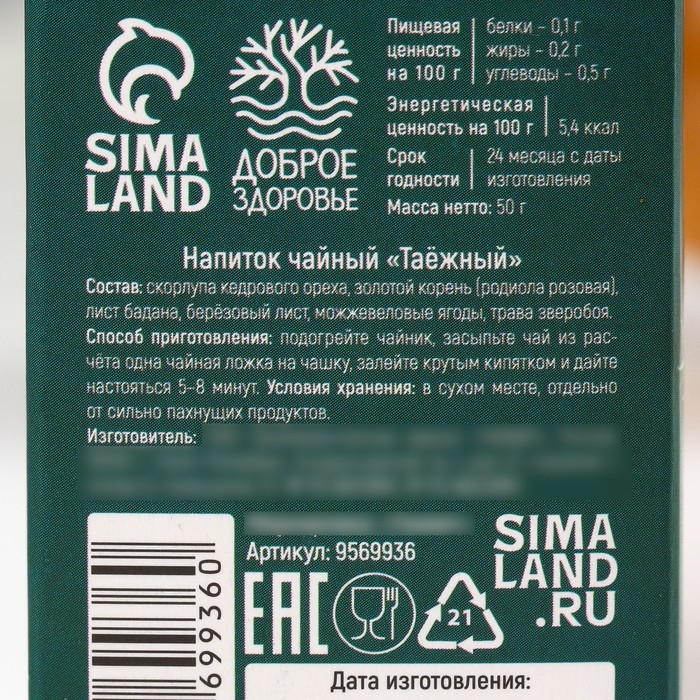 SIMA
LAND
ДОБРОЕ
ЗДОРОВЬЕ
Пищевая
ценность
на 100 г
белки – 0,1 г
жиры – 0,2 г
углеводы – 0,5 г
Энергетическая
ценность на 100 г
5,4 ккал
Срок
годности
24 месяца с даты
изготовления
Масса нетто: 50 г
Напиток чайный «Таёжный»
Состав: скорлупа кедрового ореха, золотой корень (родиола розовая),
лист бадана, берёзовый лист, можжевеловые ягоды, трава зверобоя.
Способ приготовления: подогрейте чайник, засыпьте чай из рас-
чёта одна чайная ложка на чашку, залейте крутым кипятком и дайте
настояться 5–8 минут. Условия хранения: в сухом месте, отдельно
от сильно пахнущих продуктов.
Изготовитель:
Артикул: 9569936
SIMA
LAND
.RU
EAC
21
699360
Дата изготовления: